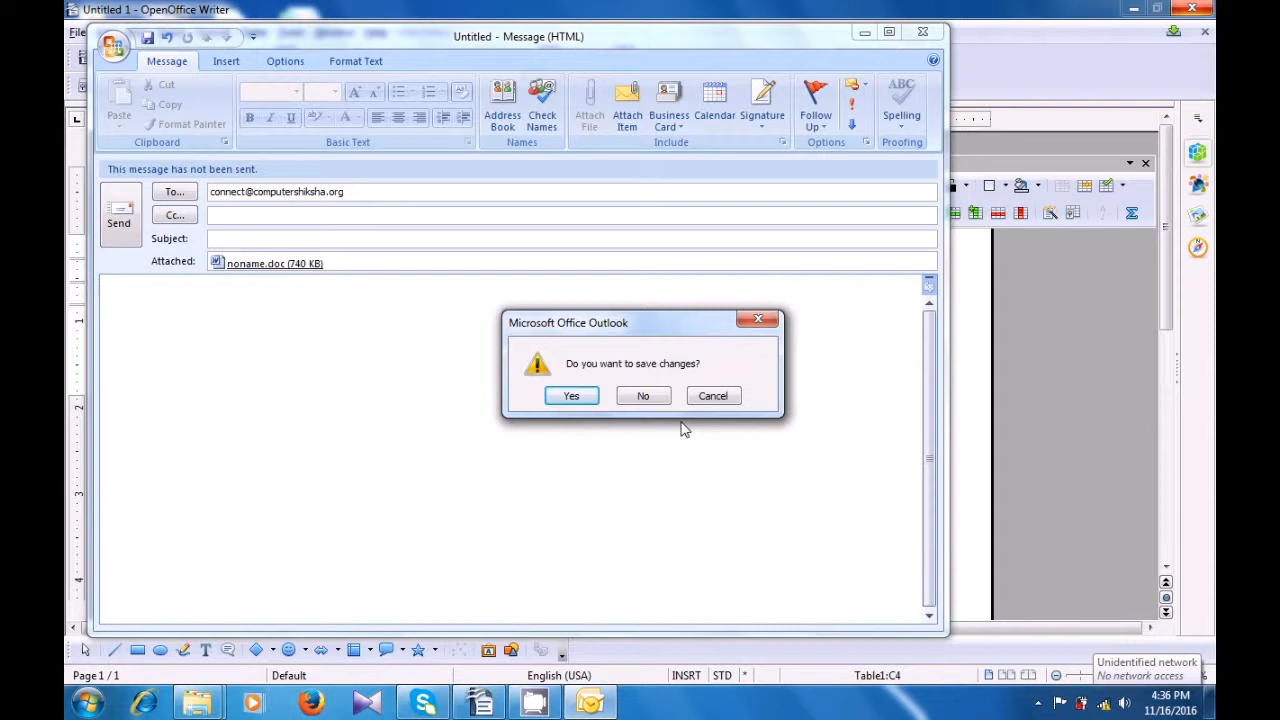 Untitled 1 - OpenOffice Writer
Untitled - Message (HTML)
Message Insert Options Format Text
Paste
Cut
Copy
Format Painter
Clipboard
Basic Text
Address Book
Check Names
Names
Attach File
Attach Item
Business Card
Calendar
Signature
Include
Follow Up
Options
ABC
Spelling
Proofing
This message has not been sent.
Send
To... connect@computershiksha.org
Cc...
Subject:
Attached: noname.doc (740 KB)
Microsoft Office Outlook
Do you want to save changes?
Yes No Cancel
2
3
4
Page 1 / 1 Default English (USA) INSRT STD * Table1:C4
Unidentified network
No network access
4:36 PM
11/16/2016